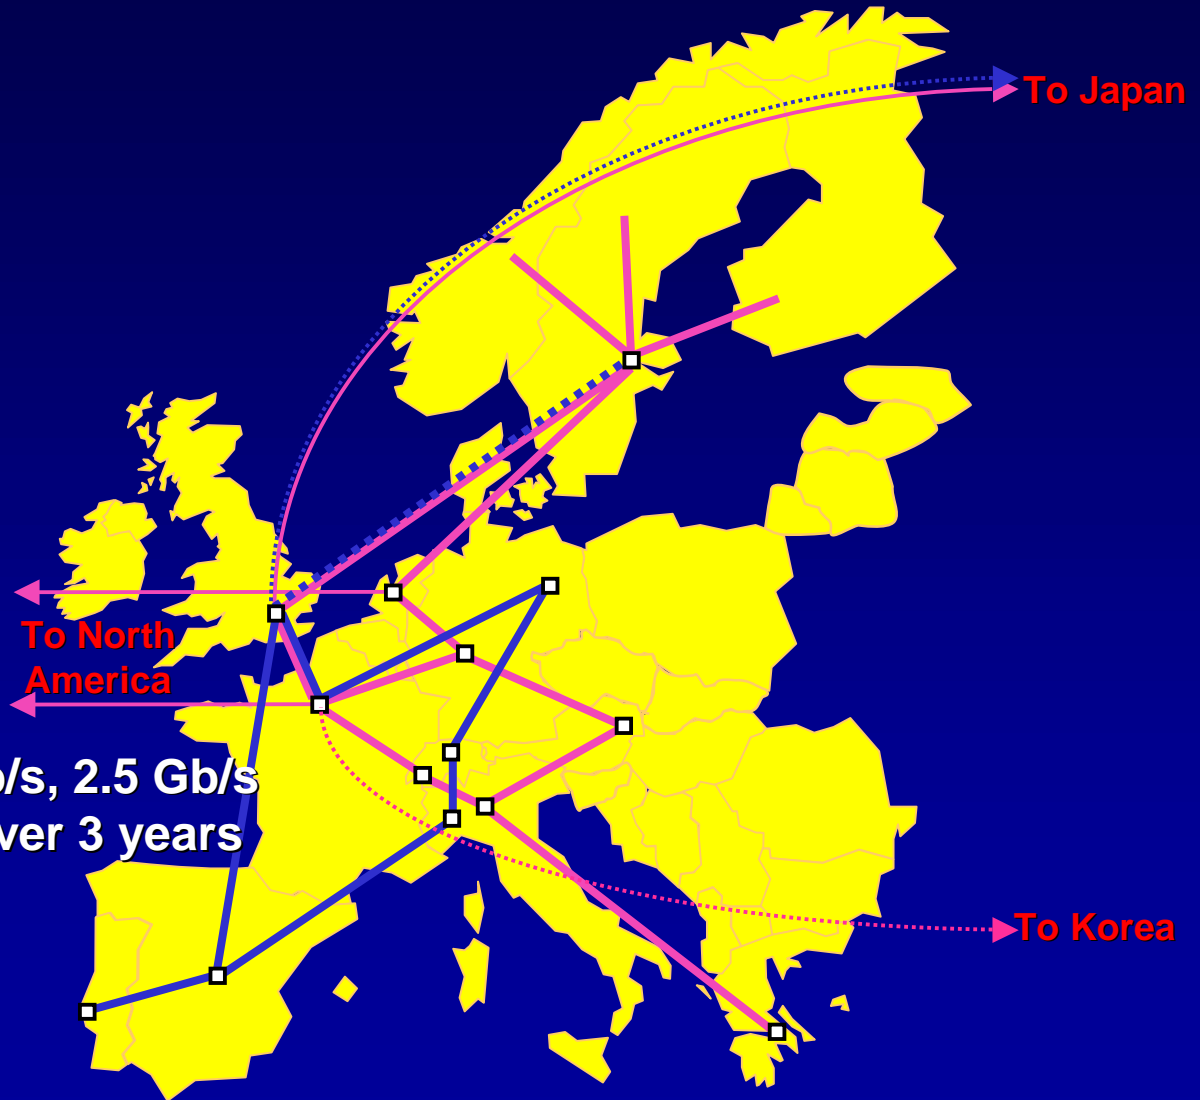 To Japan
To North
America
b/s, 2.5 Gb/s
ver 3 years
To Korea